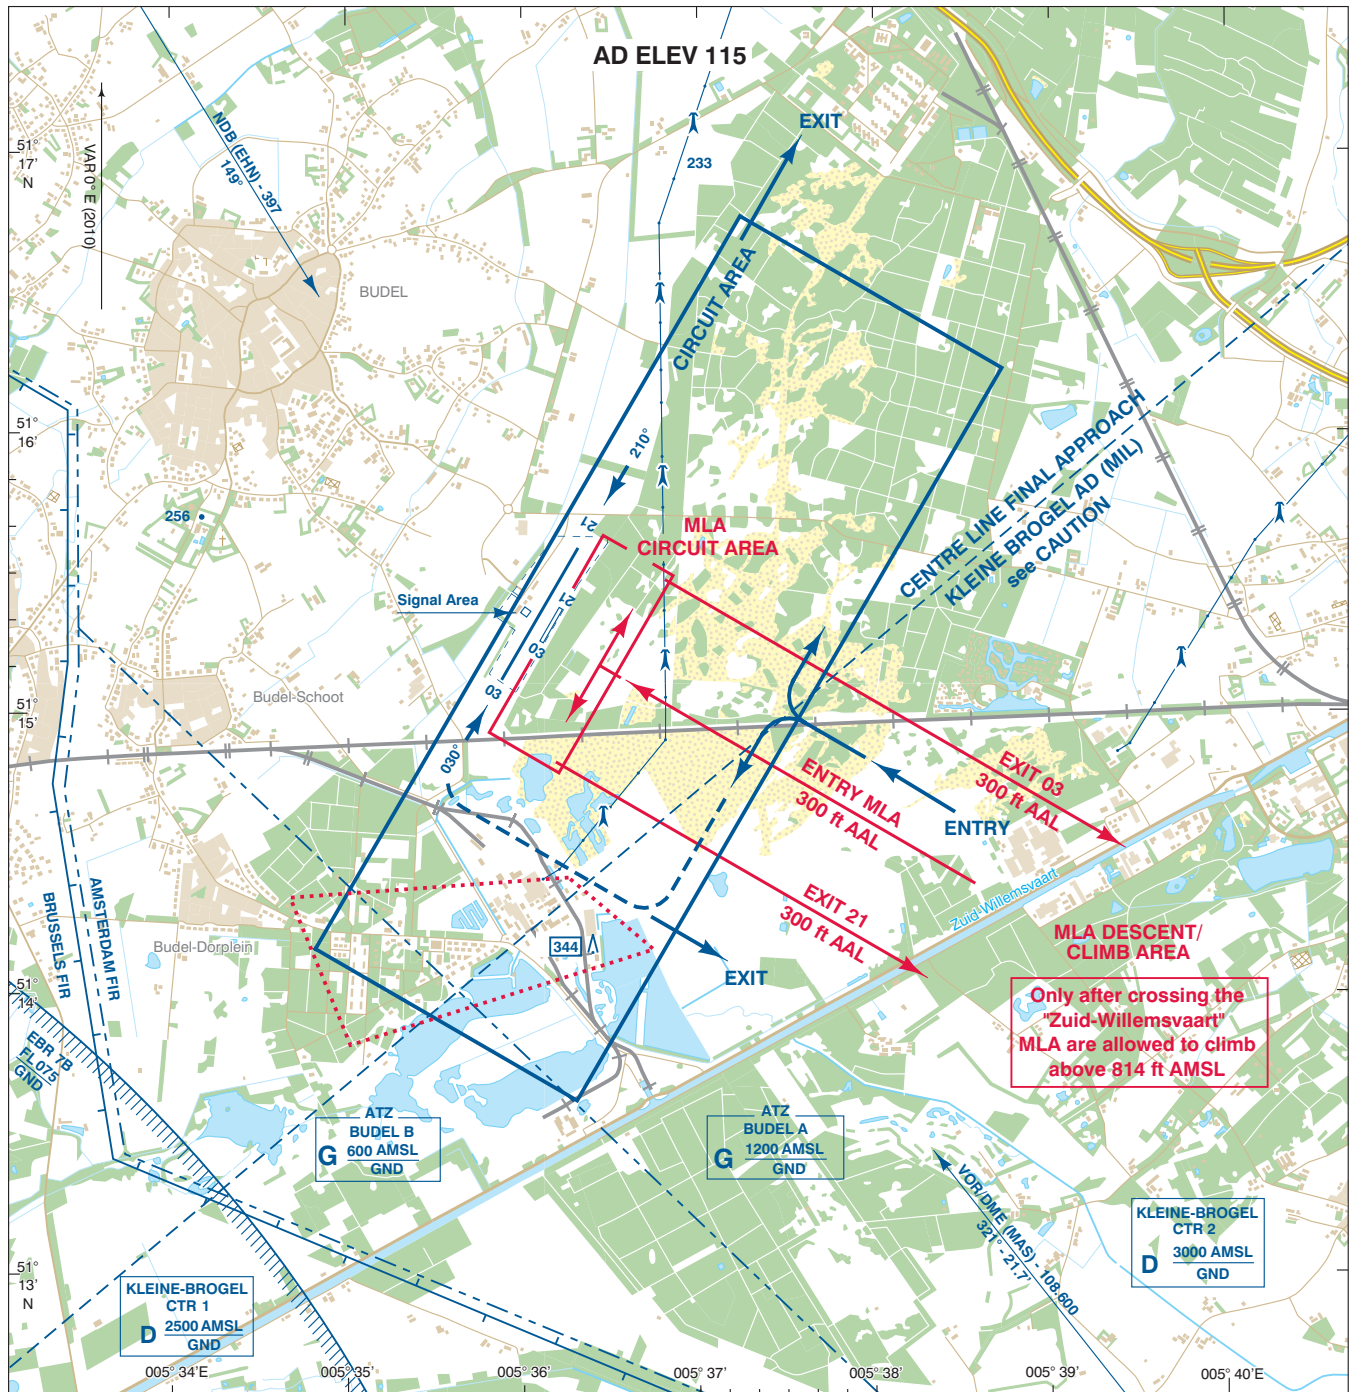 AD ELEV 115
EXIT
233
51°
17'
N
VAR 0° E (2010)
NDB (EHN) - 397
149°
BUDEL
CIRCUIT AREA
51°
16'
210°
256
21
MLA
CIRCUIT AREA
CENTRE LINE FINAL APPROACH
KLEINE BROGEL AD (MIL)
see CAUTION
Signal Area
21
03
03
Budel-Schoot
51°
15'
030°
EXIT 03
300 ft AAL
ENTRY MLA
300 ft AAL
ENTRY
EXIT 21
300 ft AAL
Zuid-Willemsvaart
AMSTERDAM FIR
BRUSSELS FIR
Budel-Dorplein
344
EXIT
MLA DESCENT/
CLIMB AREA
51°
14'
Only after crossing the
"Zuid-Willemsvaart"
MLA are allowed to climb
above 814 ft AMSL
EBR 7B
FL 075
GND
ATZ
BUDEL B
G 600 AMSL
GND
ATZ
BUDEL A
G 1200 AMSL
GND
VOR/DME (MAS) - 108.600
321° - 21.7'
KLEINE-BROGEL
CTR 2
D 3000 AMSL
GND
51°
13'
N
KLEINE-BROGEL
CTR 1
D 2500 AMSL
GND
005° 34'E
005° 35'
005° 36'
005° 37'
005° 38'
005° 39'
005° 40'E